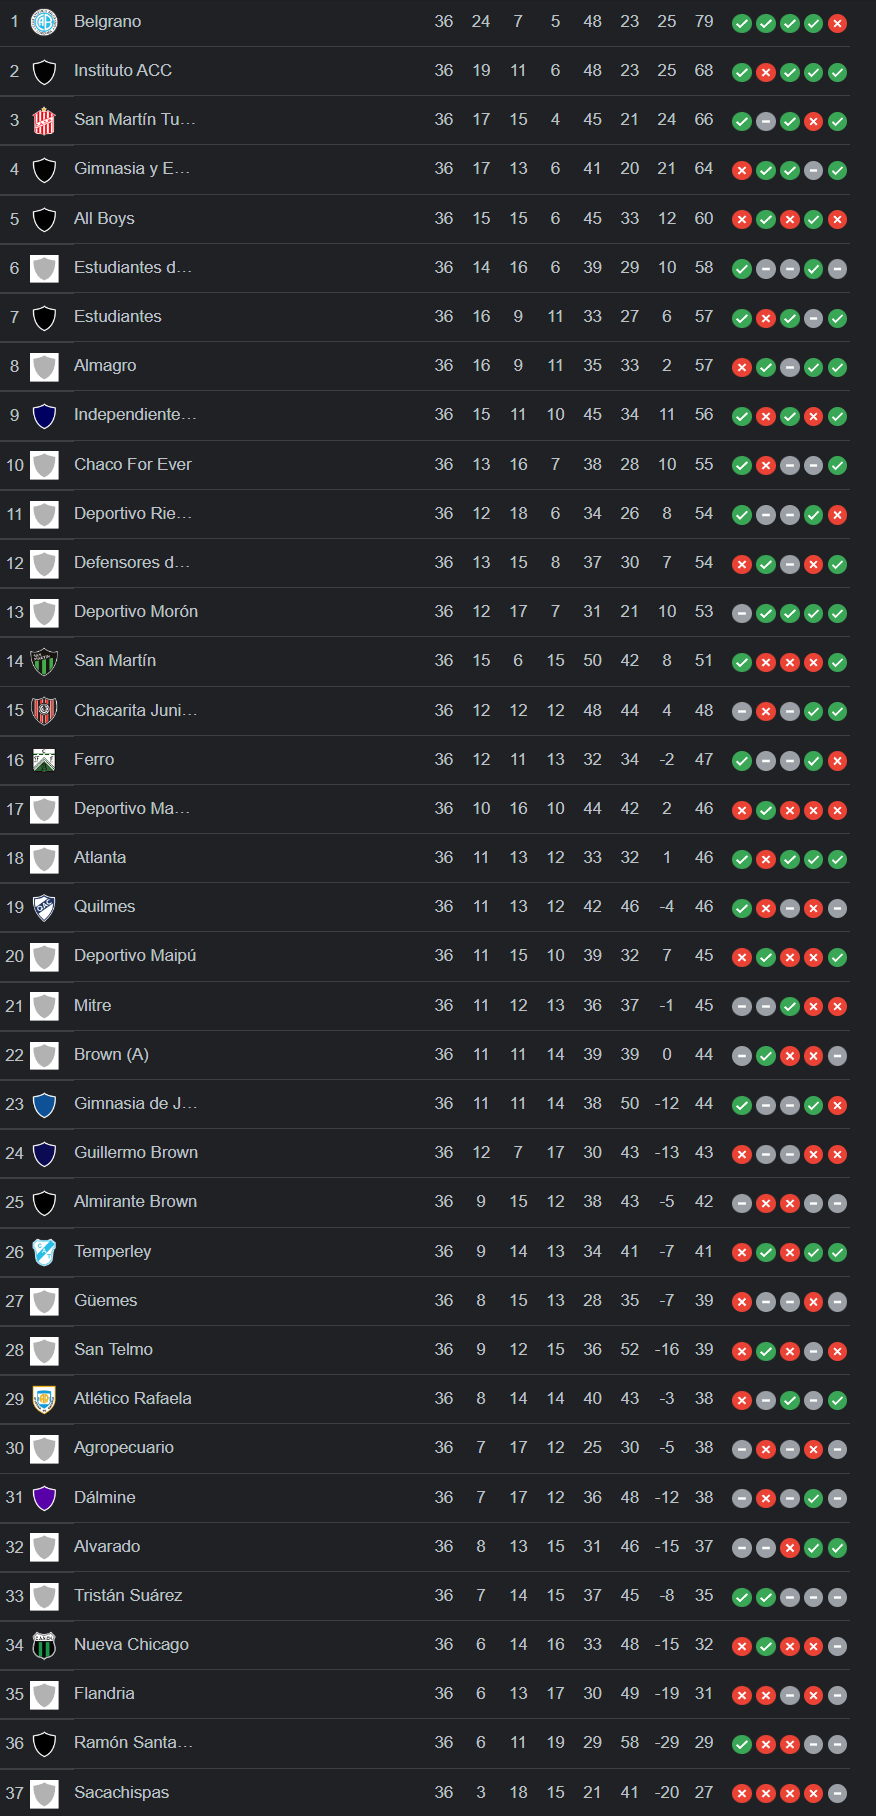 1 Belgrano 36 24 7 5 48 23 25 79
2 Instituto ACC 36 19 11 6 48 23 25 68
3 San Martín Tu... 36 17 15 4 45 21 24 66
4 Gimnasia y E... 36 17 13 6 41 20 21 64
5 All Boys 36 15 15 6 45 33 12 60
6 Estudiantes d... 36 14 16 6 39 29 10 58
7 Estudiantes 36 16 9 11 33 27 6 57
8 Almagro 36 16 9 11 35 33 2 57
9 Independiente... 36 15 11 10 45 34 11 56
10 Chaco For Ever 36 13 16 7 38 28 10 55
11 Deportivo Rie... 36 12 18 6 34 26 8 54
12 Defensores d... 36 13 15 8 37 30 7 54
13 Deportivo Morón 36 12 17 7 31 21 10 53
14 San Martín 36 15 6 15 50 42 8 51
15 Chacarita Juni... 36 12 12 12 48 44 4 48
16 Ferro 36 12 11 13 32 34 -2 47
17 Deportivo Ma... 36 10 16 10 44 42 2 46
18 Atlanta 36 11 13 12 33 32 1 46
19 Quilmes 36 11 13 12 42 46 -4 46
20 Deportivo Maipú 36 11 15 10 39 32 7 45
21 Mitre 36 11 12 13 36 37 -1 45
22 Brown (A) 36 11 11 14 39 39 0 44
23 Gimnasia de J... 36 11 11 14 38 50 -12 44
24 Guillermo Brown 36 12 7 17 30 43 -13 43
25 Almirante Brown 36 9 15 12 38 43 -5 42
26 Temperley 36 9 14 13 34 41 -7 41
27 Güemes 36 8 15 13 28 35 -7 39
28 San Telmo 36 9 12 15 36 52 -16 39
29 Atlético Rafaela 36 8 14 14 40 43 -3 38
30 Agropecuario 36 7 17 12 25 30 -5 38
31 Dálmine 36 7 17 12 36 48 -12 38
32 Alvarado 36 8 13 15 31 46 -15 37
33 Tristán Suárez 36 7 14 15 37 45 -8 35
34 Nueva Chicago 36 6 14 16 33 48 -15 32
35 Flandria 36 6 13 17 30 49 -19 31
36 Ramón Santa... 36 6 11 19 29 58 -29 29
37 Sacachispas 36 3 18 15 21 41 -20 27